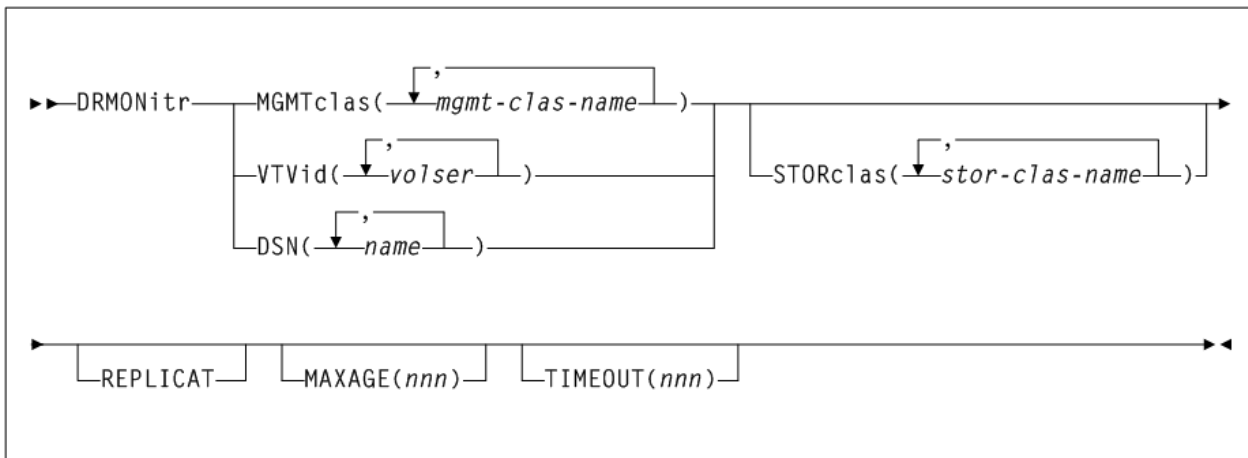 ,
DRMONitr MGMTclas( mgmt-clas-name )
, ,
VTVid( volser ) STORclas( stor-clas-name )
,
DSN( name )
REPLICAT MAXAGE(nnn) TIMEOUT(nnn)